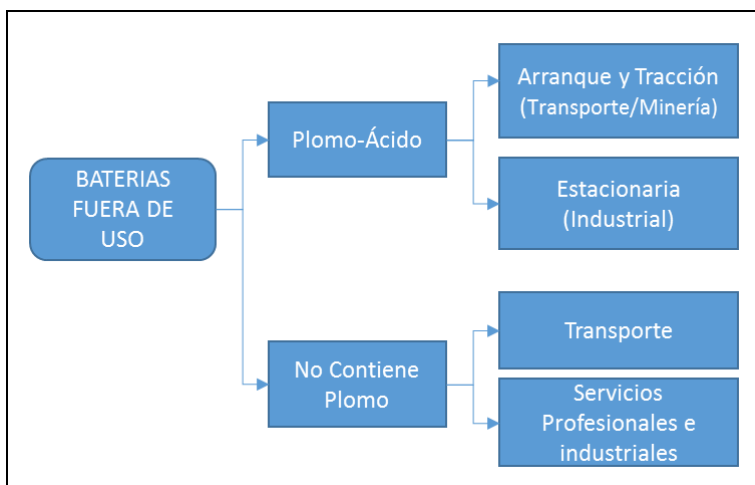 BATERIAS
FUERA DE
USO
Plomo-Ácido
Arranque y Tracción
(Transporte/Minería)
Estacionaria
(Industrial)
No Contiene
Plomo
Transporte
Servicios
Profesionales e
industriales